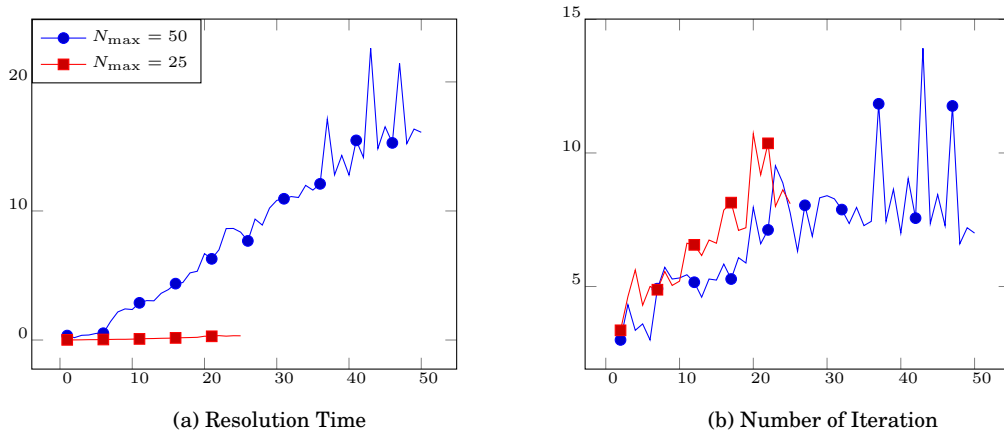 N_max = 50
N_max = 25
20
10
0
0 10 20 30 40 50
(a) Resolution Time
15
10
5
0 10 20 30 40 50
(b) Number of Iteration